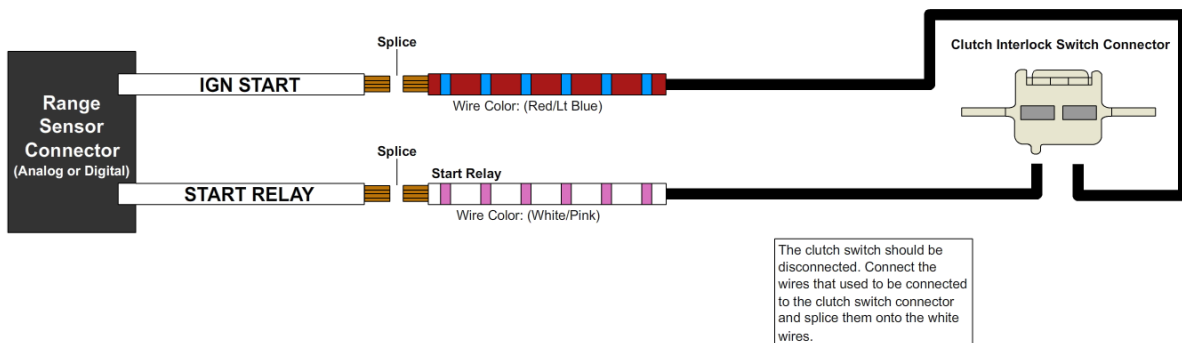 Splice
Clutch Interlock Switch Connector
IGN START
Range
Sensor
Connector
(Analog or Digital)
Wire Color: (Red/Lt Blue)
Splice
Start Relay
START RELAY
Wire Color: (White/Pink)
The clutch switch should be
disconnected. Connect the
wires that used to be connected
to the clutch switch connector
and splice them onto the white
wires.